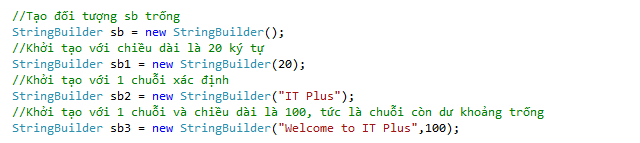 //Tạo đối tượng sb trống
StringBuilder sb = new StringBuilder();
//Khởi tạo với chiều dài là 20 ký tự
StringBuilder sb1 = new StringBuilder(20);
//Khởi tạo với 1 chuỗi xác định
StringBuilder sb2 = new StringBuilder("IT Plus");
//Khởi tạo với 1 chuỗi và chiều dài là 100, tức là chuỗi còn dư khoảng trống
StringBuilder sb3 = new StringBuilder("Welcome to IT Plus",100);